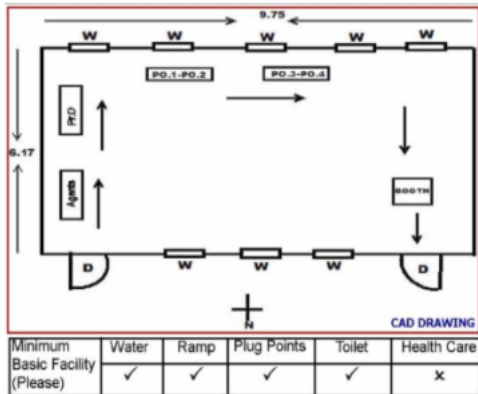 9.75
W W W W W
PO.1-PO.2 PO.3-PO.4
Pr.O
6.17
Agents
BOOTH
D W W W D
N
CAD DRAWING
Minimum Basic Facility (Please) Water Ramp Plug Points Toilet Health Care
✓ ✓ ✓ ✓ x